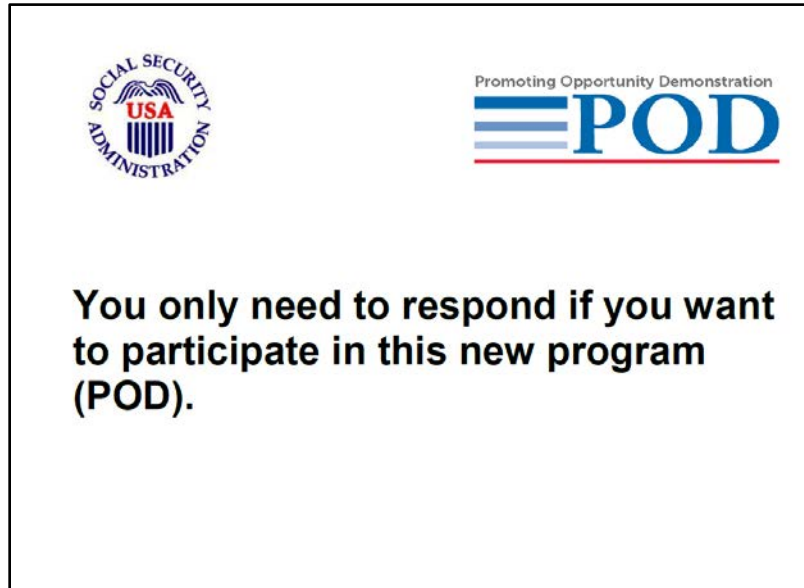 SOCIAL SECURITY
USA
ADMINISTRATION
Promoting Opportunity Demonstration
POD
You only need to respond if you want
to participate in this new program
(POD).